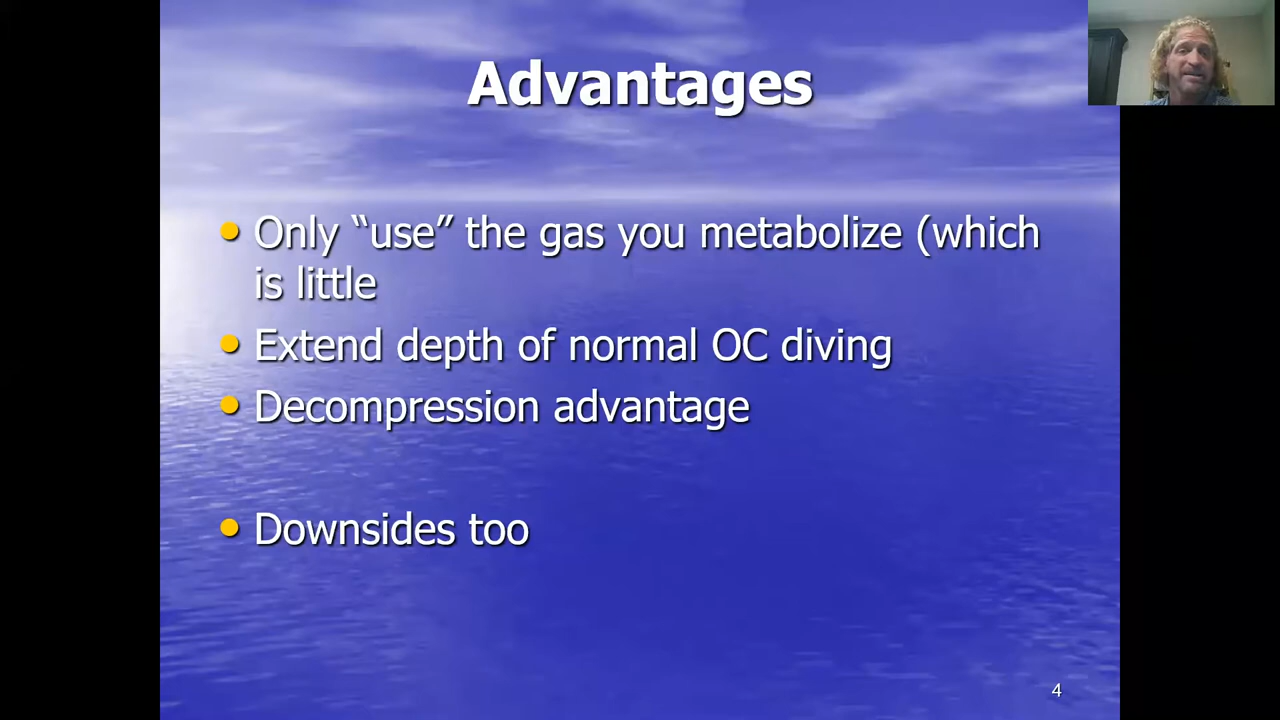 Advantages
Only “use” the gas you metabolize (which
is little
Extend depth of normal OC diving
Decompression advantage
Downsides too
4